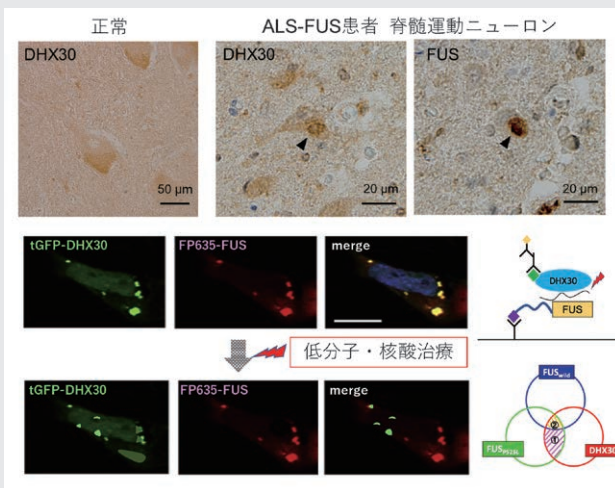 正常
ALS-FUS患者 脊髄運動ニューロン
DHX30
DHX30
FUS
50 µm
20 µm
20 µm
tGFP-DHX30
FP635-FUS
merge
DHX30
FUS
低分子・核酸治療
tGFP-DHX30
FP635-FUS
merge
FUSwild
②
①
DHX30